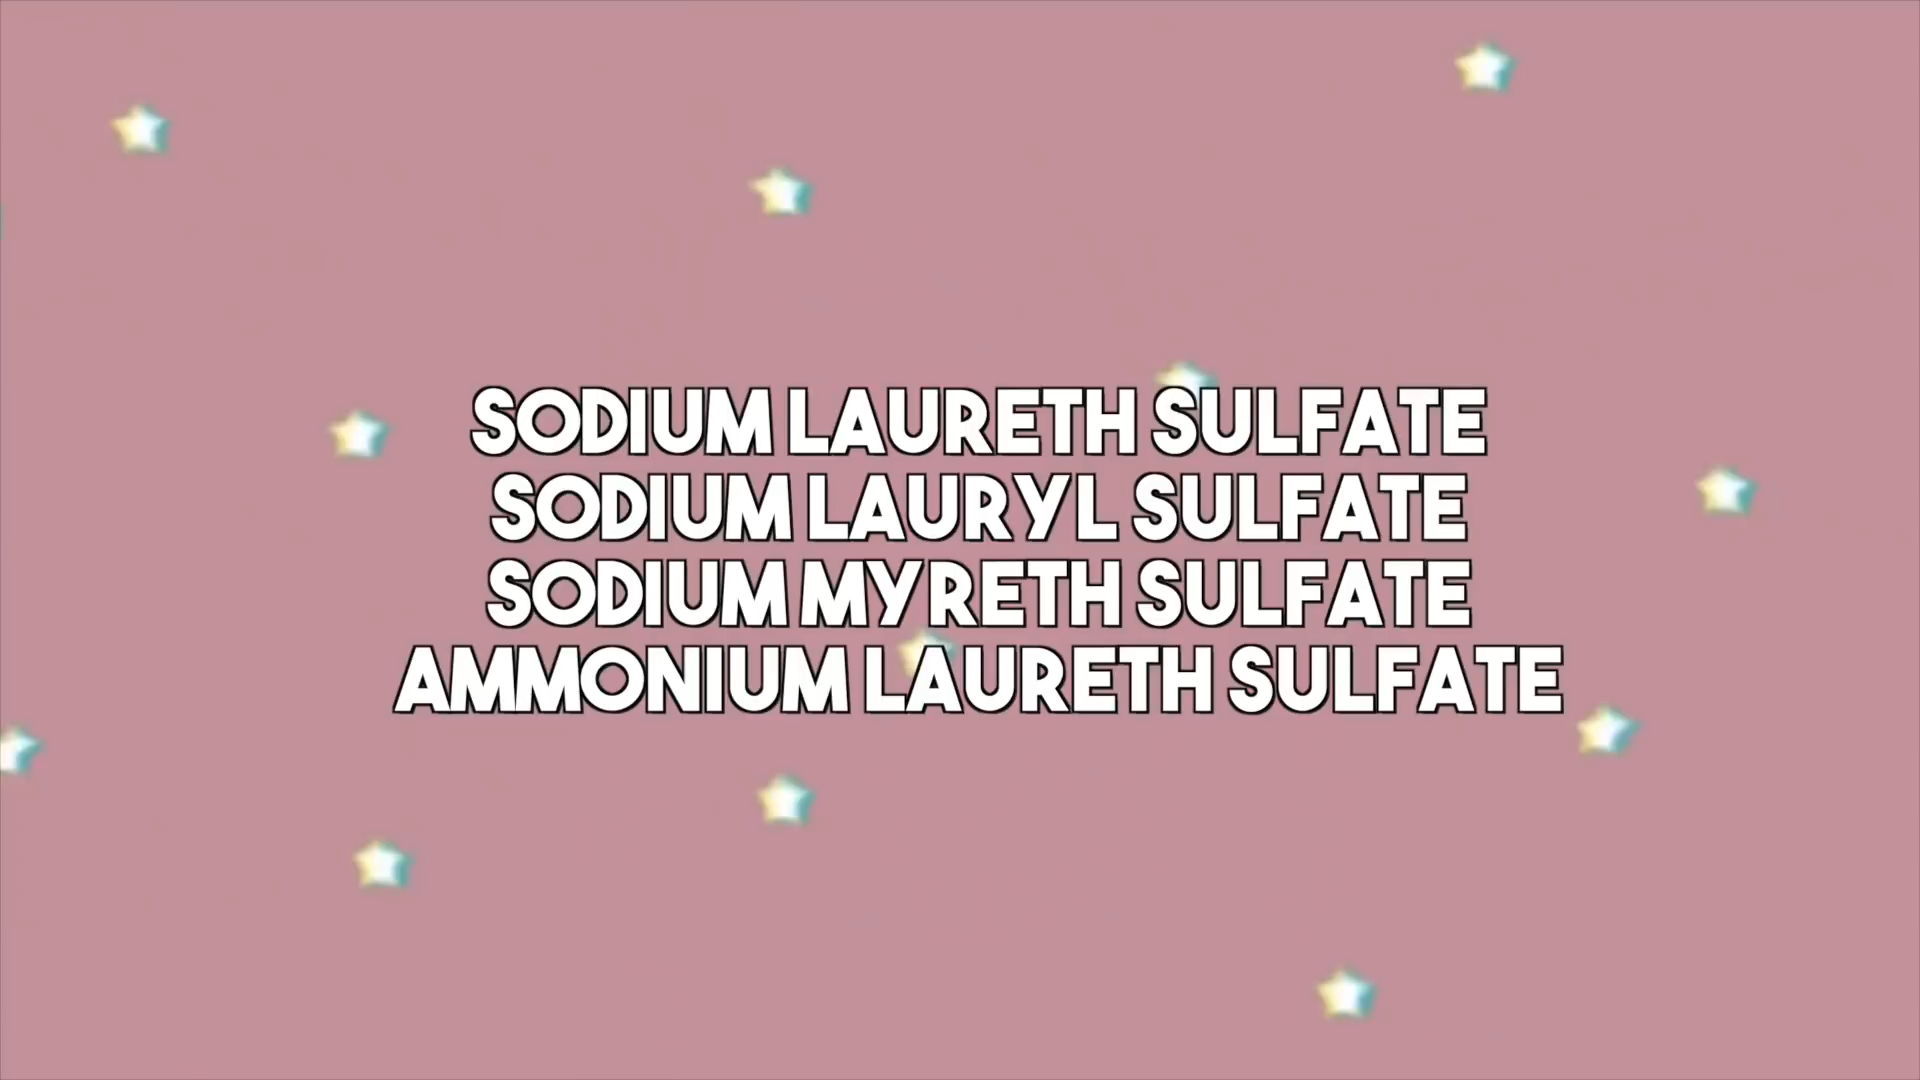 SODIUM LAURETH SULFATE
SODIUM LAURYL SULFATE
SODIUM MYRETH SULFATE
AMMONIUM LAURETH SULFATE